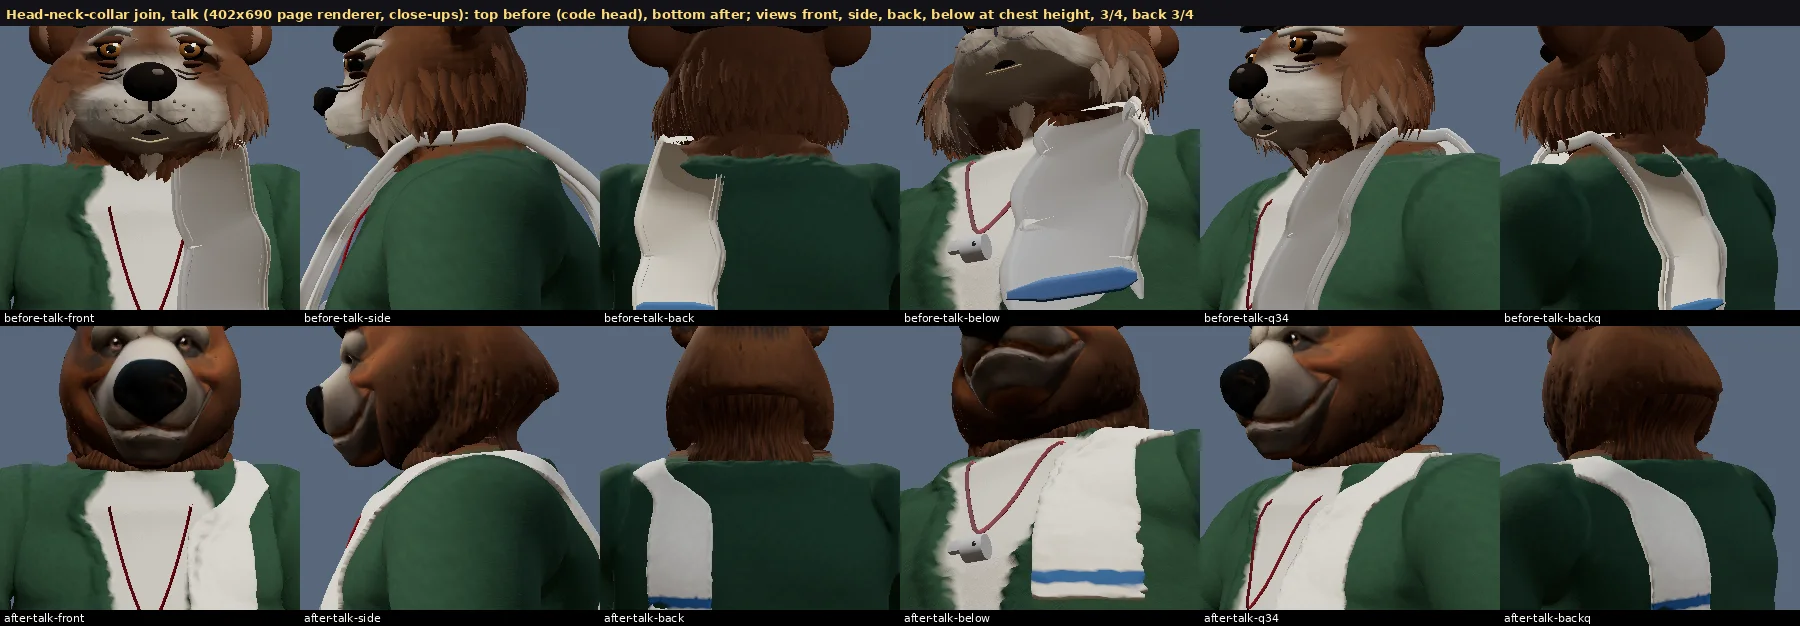 Head-neck-collar join, talk (402x690 page renderer, close-ups): top before (code head), bottom after; views front, side, back, below at chest height, 3/4, back 3/4
before-talk-front
before-talk-side
before-talk-back
before-talk-below
before-talk-q34
before-talk-backq
after-talk-front
after-talk-side
after-talk-back
after-talk-below
after-talk-q34
after-talk-backq